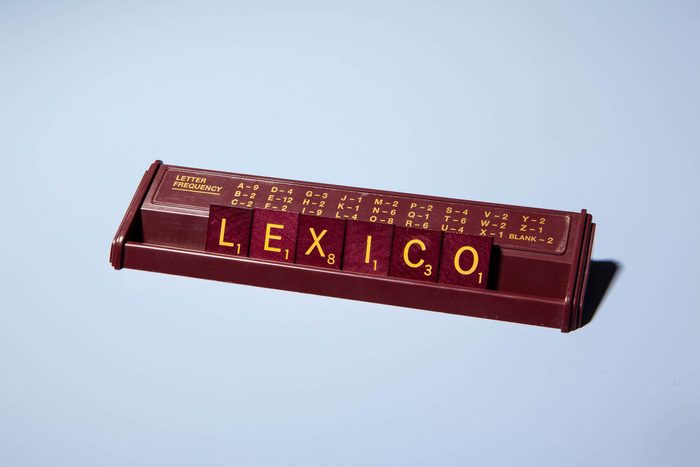 LETTER
FREQUENCY
A-9 D-4 G-3 J-1 M-2 P-2 S-4 V-2 Y-2
B-2 E-12 H-2 K-1 N-6 Q-1 T-6 W-2 Z-1
C-2 F-2 I-9 L-4 O-8 R-6 U-4 X-1 BLANK-2
L1 E1 X8 I1 C3 O1